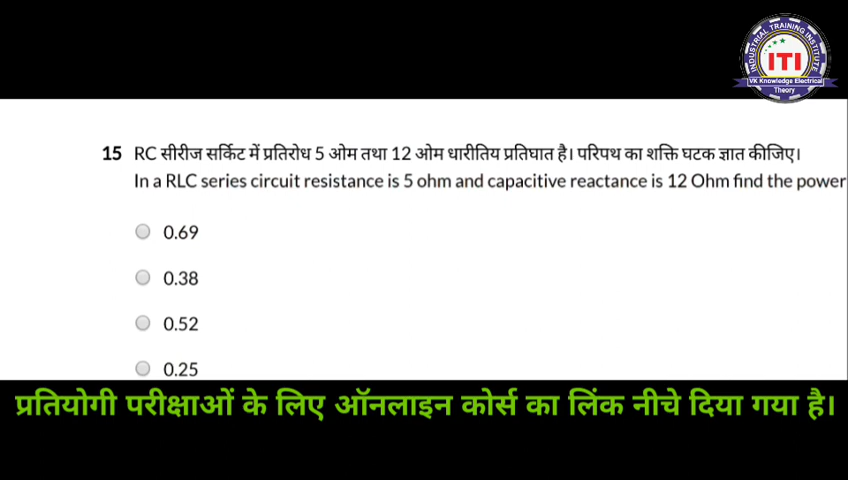 INDUSTRIAL TRAINING INSTITUTE
ITI
VK Knowledge Electrical
Theory
15 RC सीरीज सर्किट में प्रतिरोध 5 ओम तथा 12 ओम धारीतिय प्रतिघात है। परिपथ का शक्ति घटक ज्ञात कीजिए।
In a RLC series circuit resistance is 5 ohm and capacitive reactance is 12 Ohm find the power
0.69
0.38
0.52
0.25
प्रतियोगी परीक्षाओं के लिए ऑनलाइन कोर्स का लिंक नीचे दिया गया है।